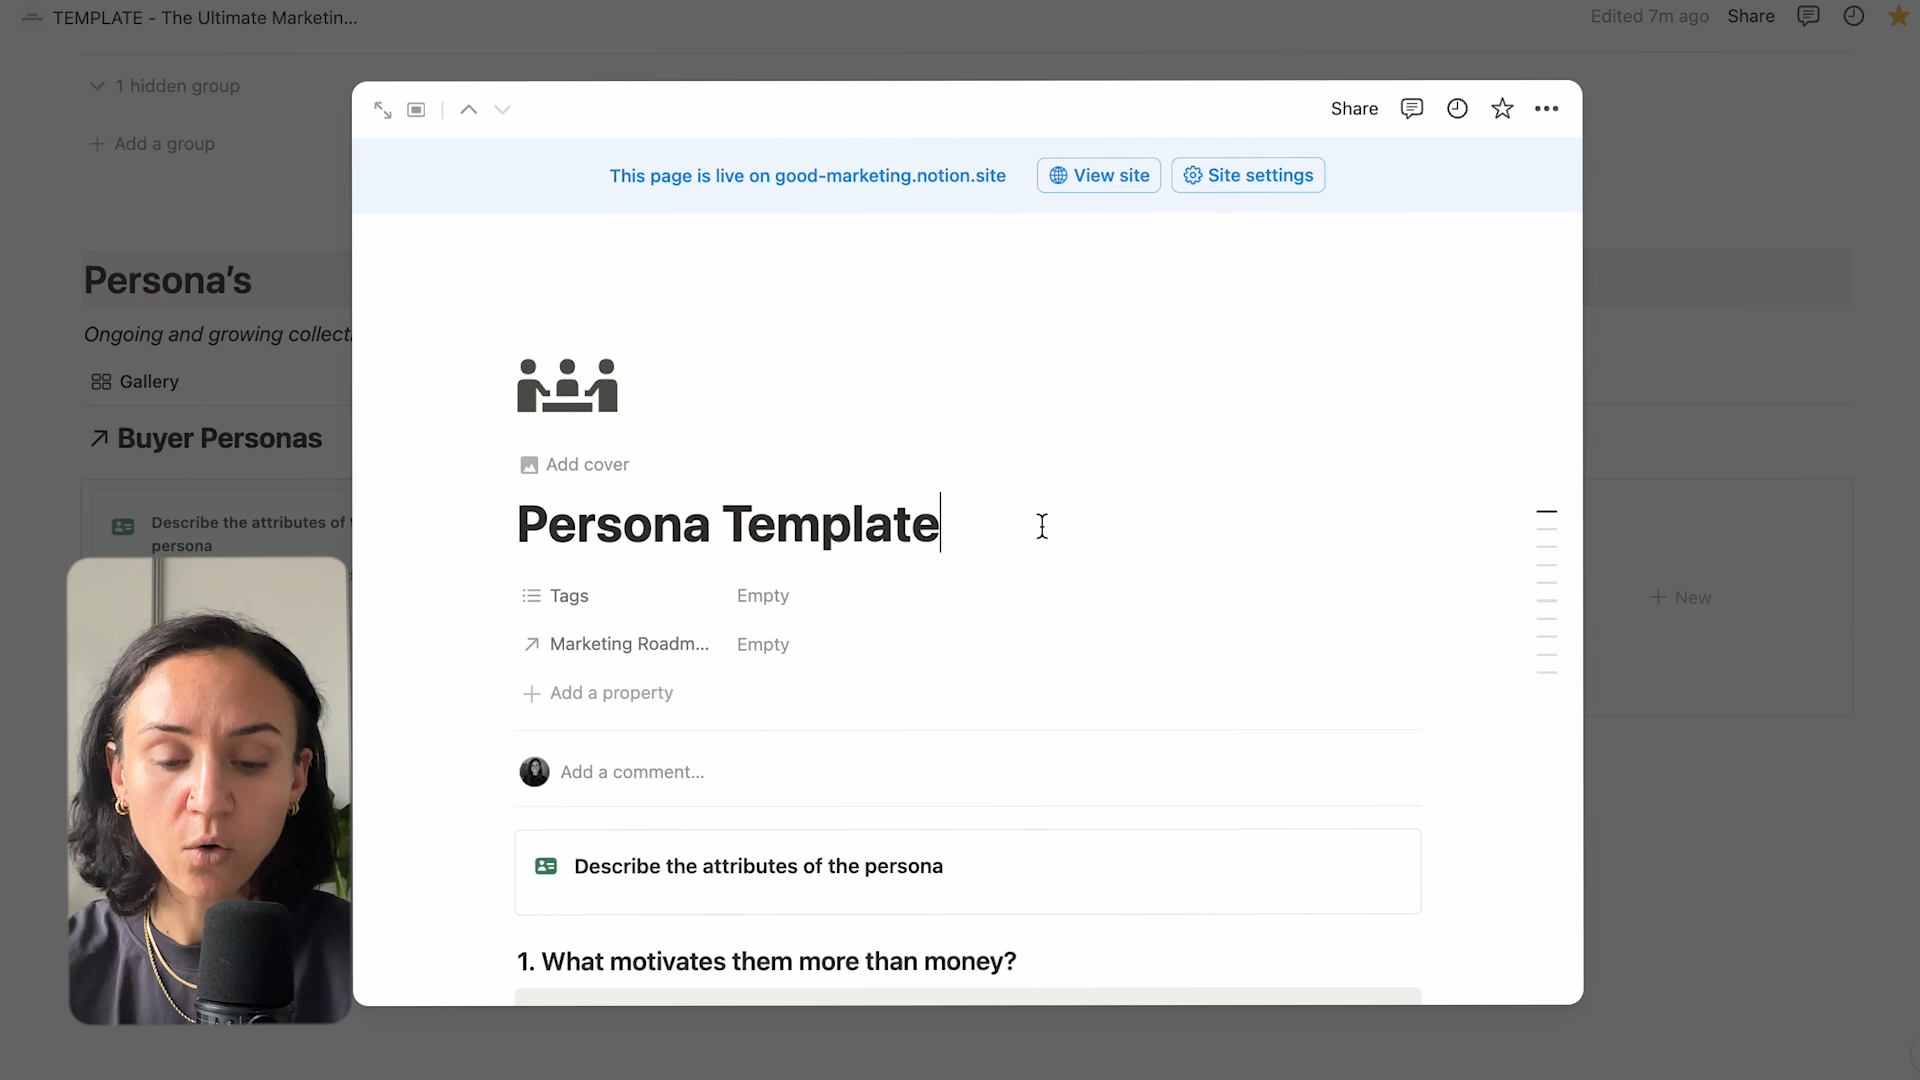 TEMPLATE - The Ultimate Marketin...
Edited 7m ago
Share
1 hidden group
Add a group
Persona's
Ongoing and growing collect
Gallery
Buyer Personas
Describe the attributes of
persona
New
Share
This page is live on good-marketing.notion.site
View site
Site settings
Add cover
Persona Template
Tags
Empty
Marketing Roadm...
Empty
Add a property
Add a comment...
Describe the attributes of the persona
1. What motivates them more than money?